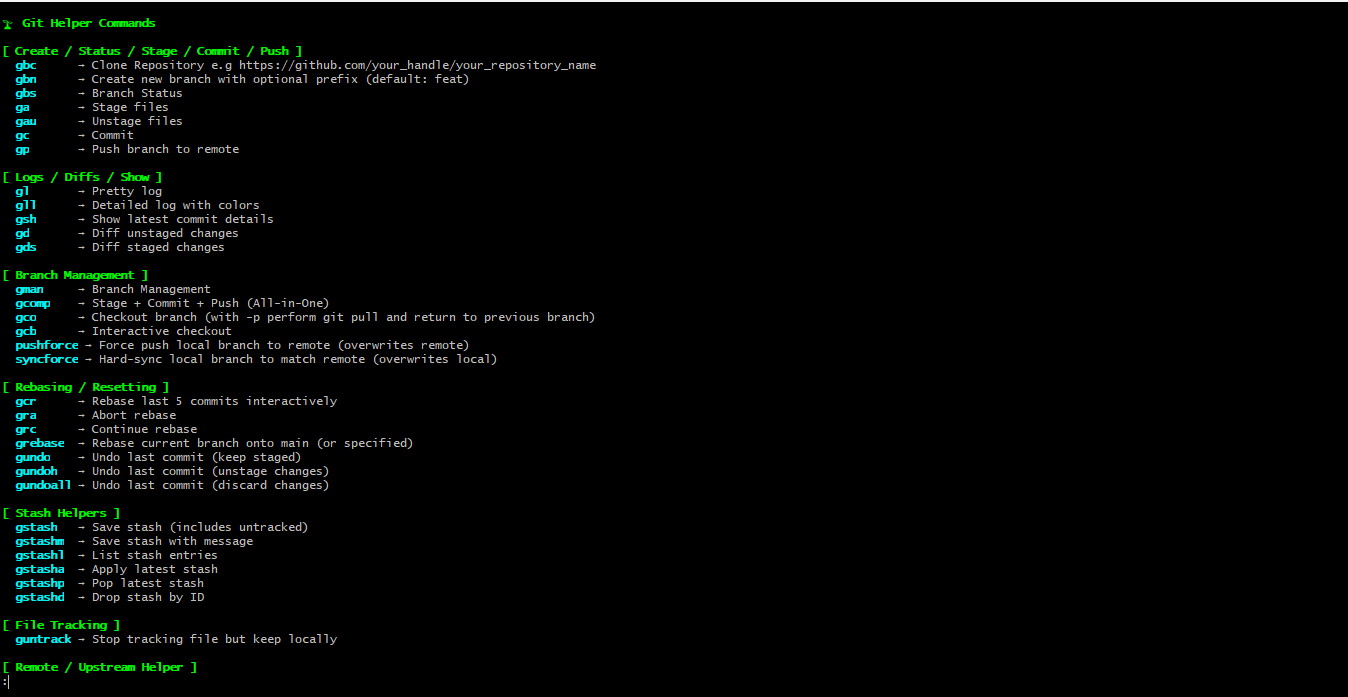 Git Helper Commands
[ Create / Status / Stage / Commit / Push ]
gbc → Clone Repository e.g https://github.com/your_handle/your_repository_name
gbn → Create new branch with optional prefix (default: feat)
gbs → Branch Status
ga → Stage files
gau → Unstage files
gc → Commit
gp → Push branch to remote
[ Logs / Diffs / Show ]
gl → Pretty log
gll → Detailed log with colors
gsh → Show latest commit details
gd → Diff unstaged changes
gds → Diff staged changes
[ Branch Management ]
gman → Branch Management
gcomp → Stage + Commit + Push (All-in-One)
gco → Checkout branch (with -p perform git pull and return to previous branch)
gcb → Interactive checkout
pushforce → Force push local branch to remote (overwrites remote)
syncforce → Hard-sync local branch to match remote (overwrites local)
[ Rebasing / Resetting ]
gcr → Rebase last 5 commits interactively
gra → Abort rebase
grc → Continue rebase
grebase → Rebase current branch onto main (or specified)
gundo → Undo last commit (keep staged)
gundoh → Undo last commit (unstage changes)
gundoall → Undo last commit (discard changes)
[ Stash Helpers ]
gstash → Save stash (includes untracked)
gstashm → Save stash with message
gstashl → List stash entries
gstasha → Apply latest stash
gstashp → Pop latest stash
gstashd → Drop stash by ID
[ File Tracking ]
guntrack → Stop tracking file but keep locally
[ Remote / Upstream Helper ]
: